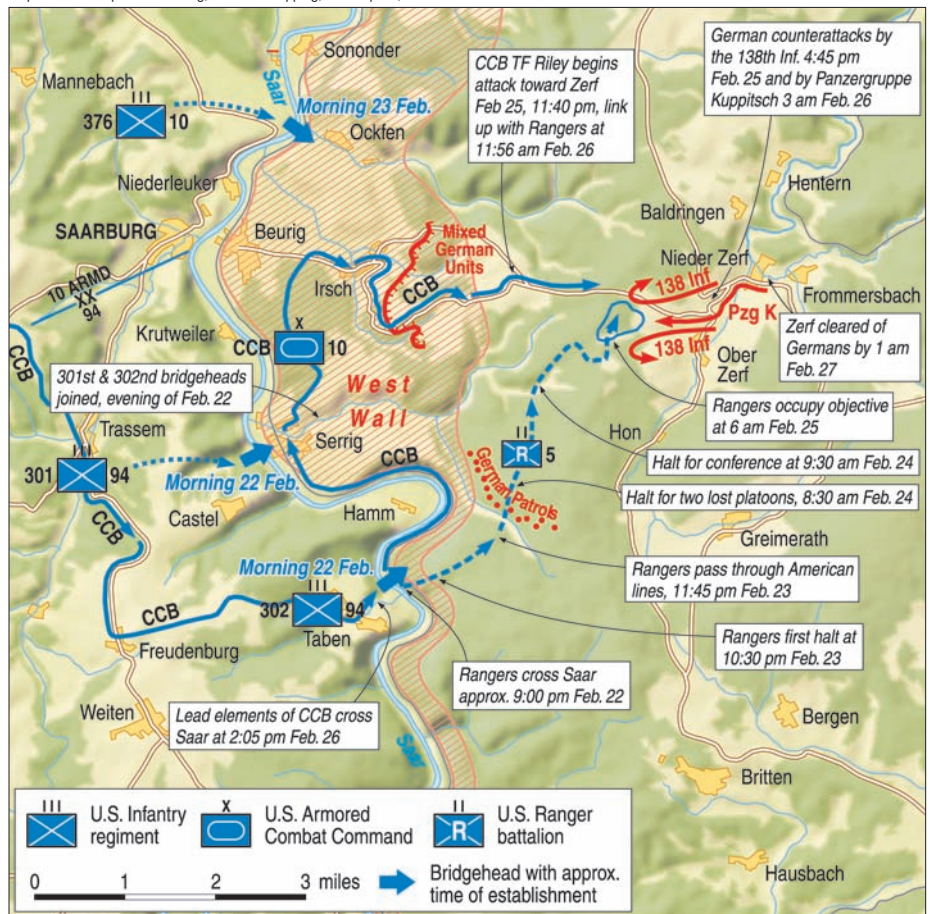 Sononder
Saar
Mannebach
III
376 10
Morning 23 Feb.
Ockfen
CCB TF Riley begins
attack toward Zerf
Feb 25, 11:40 pm, link
up with Rangers at
11:56 am Feb. 26
German counterattacks by
the 138th Inf. 4:45 pm
Feb. 25 and by Panzergruppe
Kuppitsch 3 am Feb. 26
Niederleuker
Hentern
Baldringen
SAARBURG
Beurig
Mixed
German
Units
Nieder Zerf
10 ARMD
XX
94
Irsch
CCB
138 Inf
Frommersbach
Pzg K
CCB
Krutweiler
X
CCB 10
138 Inf
Ober
Zerf
Zerf cleared of
Germans by 1 am
Feb. 27
301st & 302nd bridgeheads
joined, evening of Feb. 22
West
Wall
Rangers occupy objective
at 6 am Feb. 25
Trassem
Serrig
Hon
III
301 94
CCB
II
R 5
Halt for conference at 9:30 am Feb. 24
Morning 22 Feb.
German Patrols
Halt for two lost platoons, 8:30 am Feb. 24
Castel
Hamm
CCB
Greimerath
Morning 22 Feb.
Rangers pass through American
lines, 11:45 pm Feb. 23
III
302 94
CCB
Taben
Freudenburg
Rangers first halt at
10:30 pm Feb. 23
Rangers cross Saar
approx. 9:00 pm Feb. 22
Weiten
Lead elements of CCB cross
Saar at 2:05 pm Feb. 26
Saar
Bergen
Britten
III
U.S. Infantry
regiment
X
U.S. Armored
Combat Command
II
R
U.S. Ranger
battalion
0 1 2 3 miles
Bridgehead with approx.
time of establishment
Hausbach